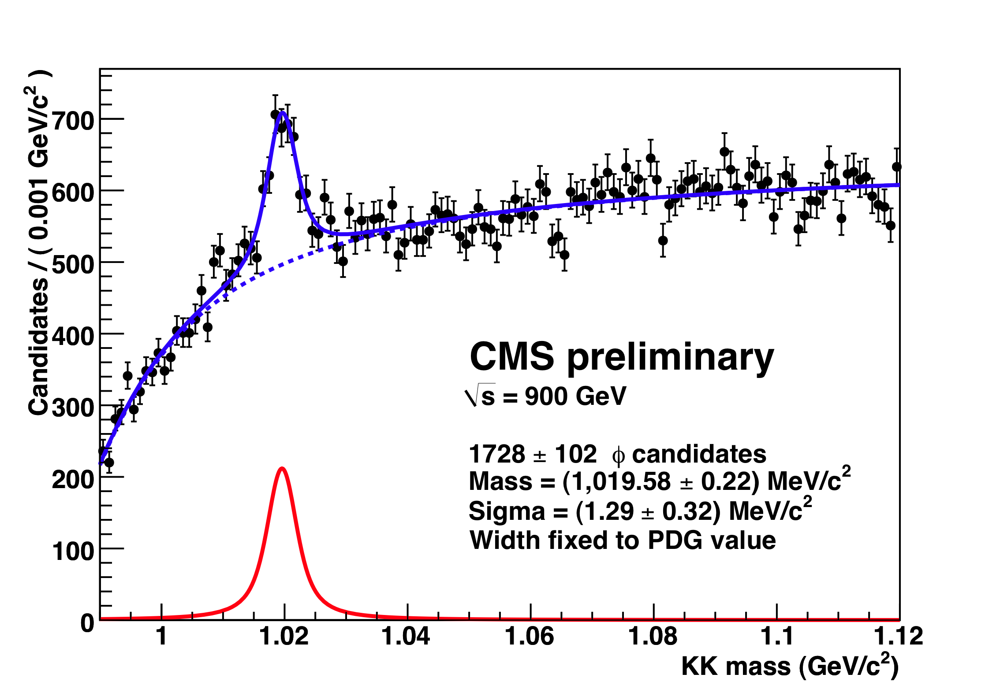 Candidates / ( 0.001 GeV/c² )
700
600
500
400
300
200
100
0
CMS preliminary
√s = 900 GeV
1728 ± 102 ϕ candidates
Mass = (1,019.58 ± 0.22) MeV/c²
Sigma = (1.29 ± 0.32) MeV/c²
Width fixed to PDG value
1 1.02 1.04 1.06 1.08 1.1 1.12
KK mass (GeV/c²)